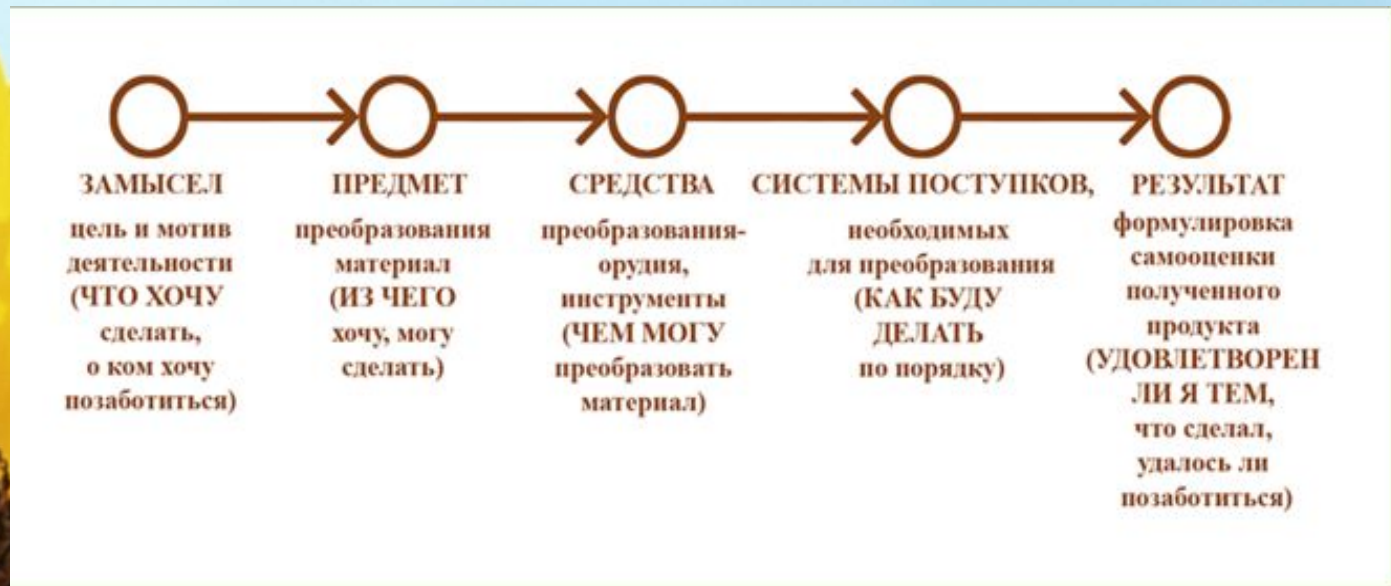 ЗАМЫСЕЛ
цель и мотив
деятельности
(ЧТО ХОЧУ
сделать,
о ком хочу
позаботиться)
ПРЕДМЕТ
преобразования
материал
(ИЗ ЧЕГО
хочу, могу
сделать)
СРЕДСТВА
преобразования-
орудия,
инструменты
(ЧЕМ МОГУ
преобразовать
материал)
СИСТЕМЫ ПОСТУПКОВ,
необходимых
для преобразования
(КАК БУДУ
ДЕЛАТЬ
по порядку)
РЕЗУЛЬТАТ
формулировка
самооценки
полученного
продукта
(УДОВЛЕТВОРЕН
ЛИ Я ТЕМ,
что сделал,
удалось ли
позаботиться)